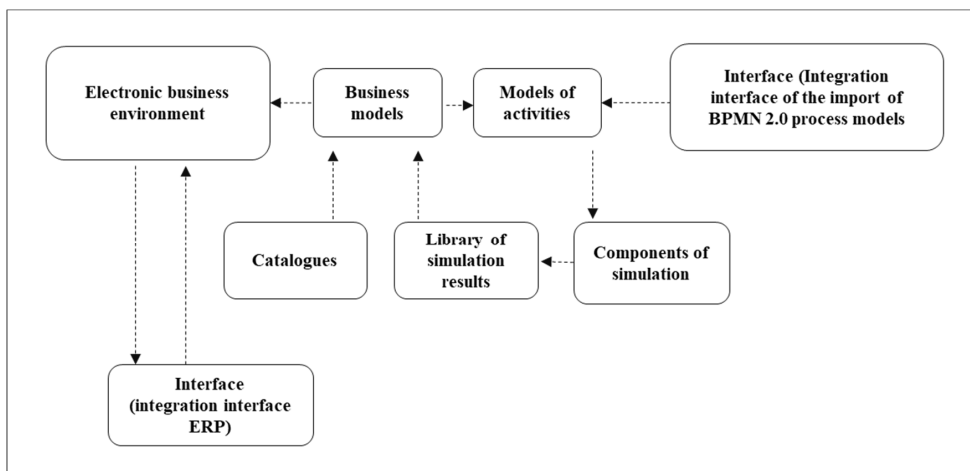 Electronic business
environment
Business
models
Models of
activities
Interface (Integration
interface of the import of
BPMN 2.0 process models
Catalogues
Library of
simulation
results
Components of
simulation
Interface
(integration interface
ERP)